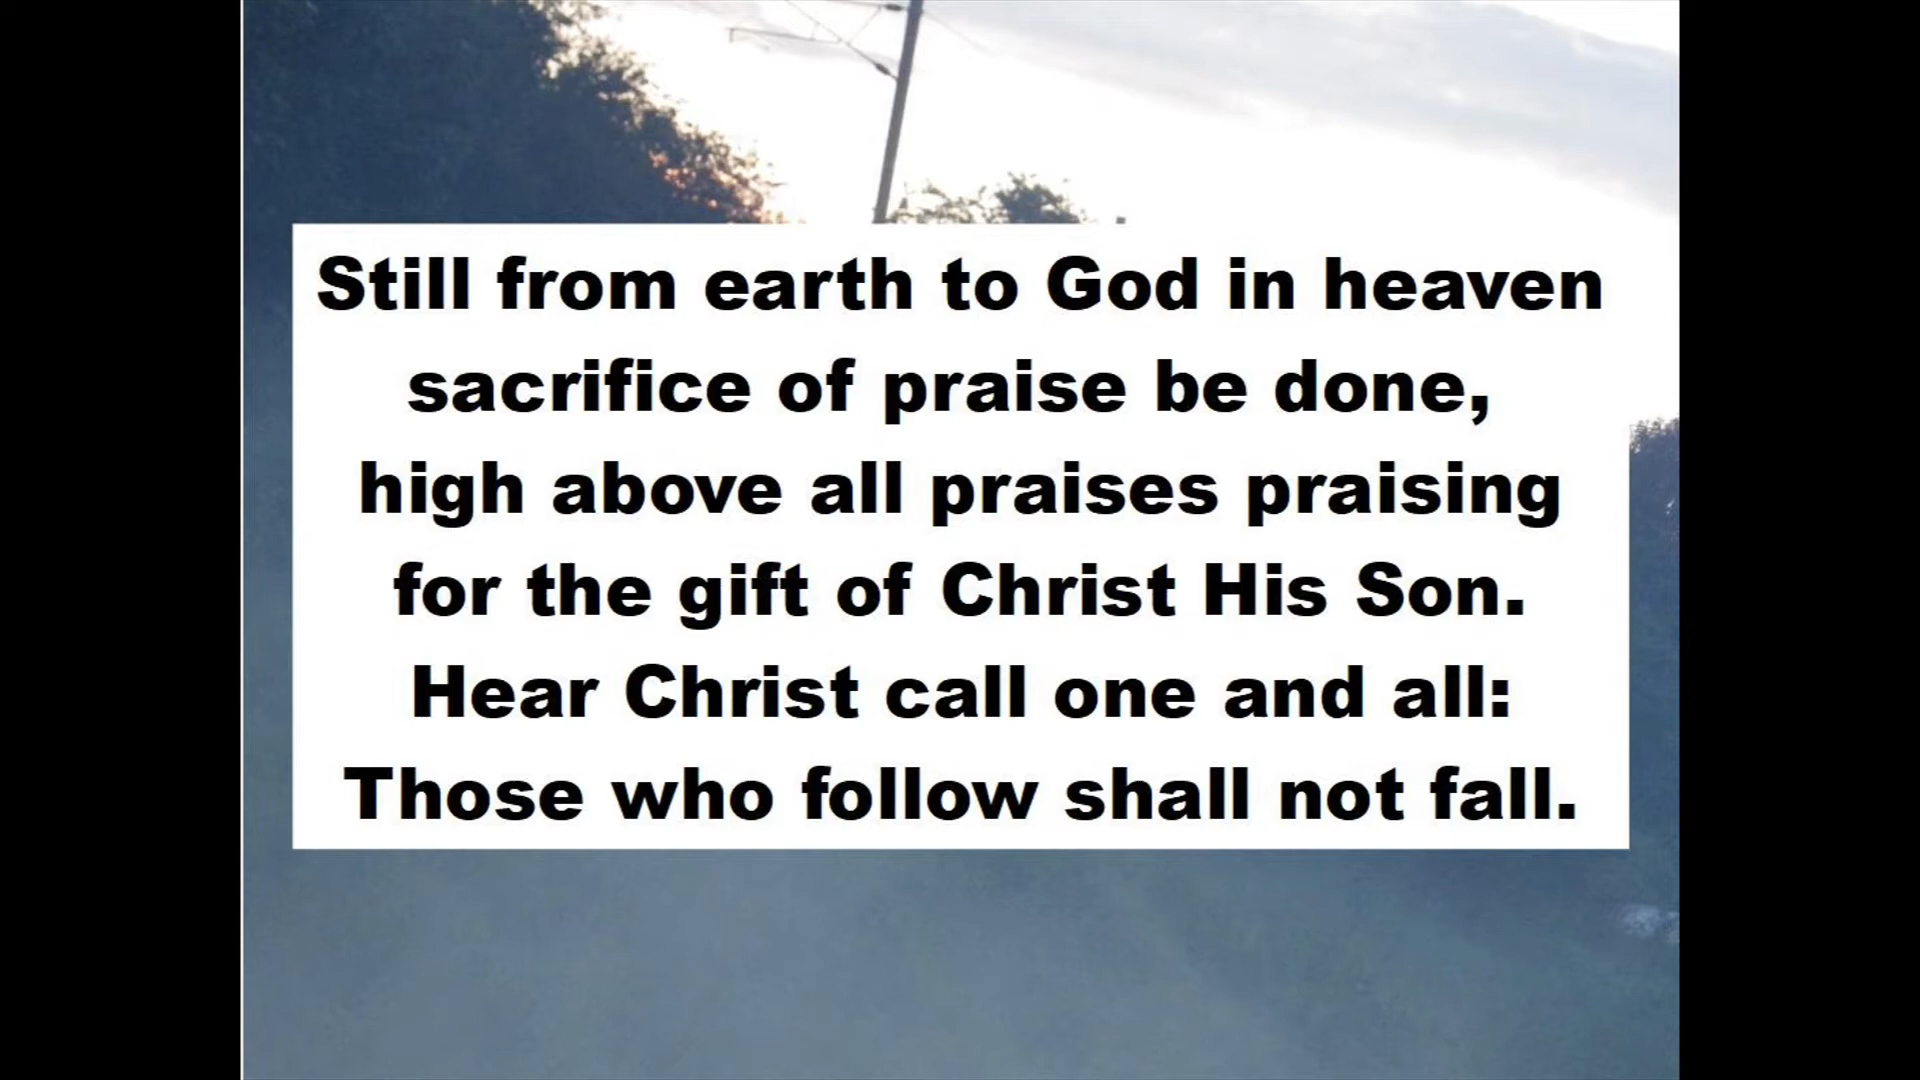 Still from earth to God in heaven
sacrifice of praise be done,
high above all praises praising
for the gift of Christ His Son.
Hear Christ call one and all:
Those who follow shall not fall.